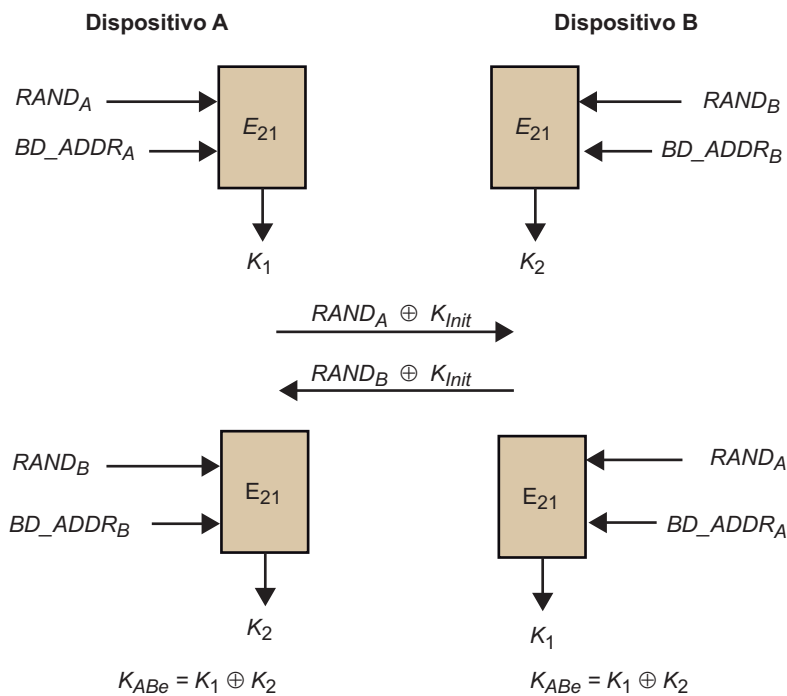 Dispositivo A
Dispositivo B
RAND_A
E_21
BD_ADDR_A
K_1
E_21
RAND_B
BD_ADDR_B
K_2
RAND_A ⊕ K_Init
RAND_B ⊕ K_Init
RAND_B
E_21
BD_ADDR_B
K_2
E_21
RAND_A
BD_ADDR_A
K_1
K_ABe = K_1 ⊕ K_2
K_ABe = K_1 ⊕ K_2